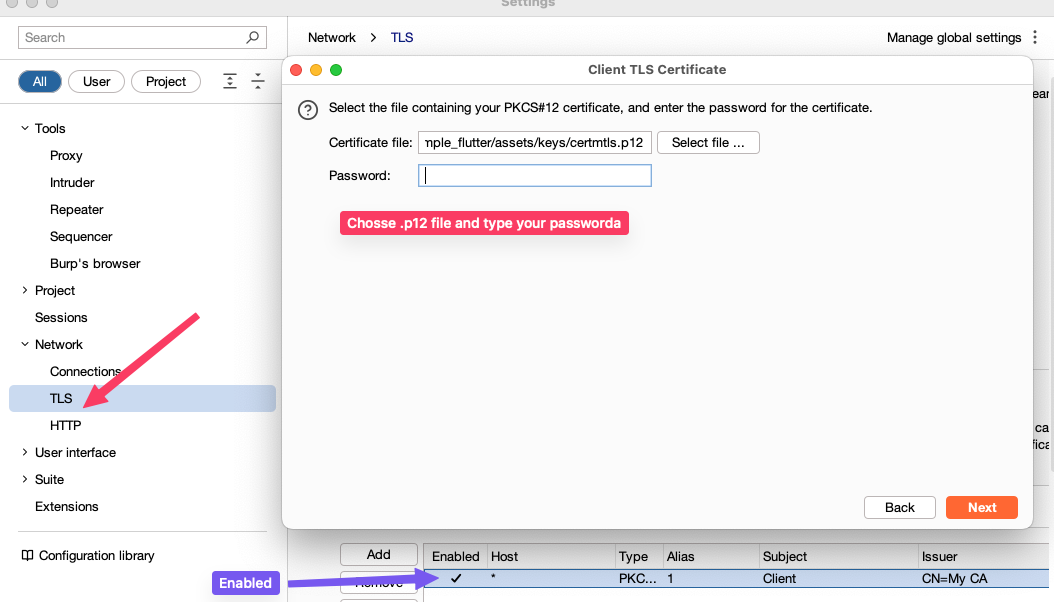 Settings
Search
Network > TLS
Manage global settings
All
User
Project
Client TLS Certificate
Select the file containing your PKCS#12 certificate, and enter the password for the certificate.
Certificate file:
mple_flutter/assets/keys/certmtls.p12
Select file ...
Password:
Chosse .p12 file and type your passworda
Tools
Proxy
Intruder
Repeater
Sequencer
Burp's browser
Project
Sessions
Network
Connections
TLS
HTTP
User interface
Suite
Extensions
Configuration library
Back
Next
Add
Remove
Enabled
Enabled Host Type Alias Subject Issuer
* PKC... 1 Client CN=My CA